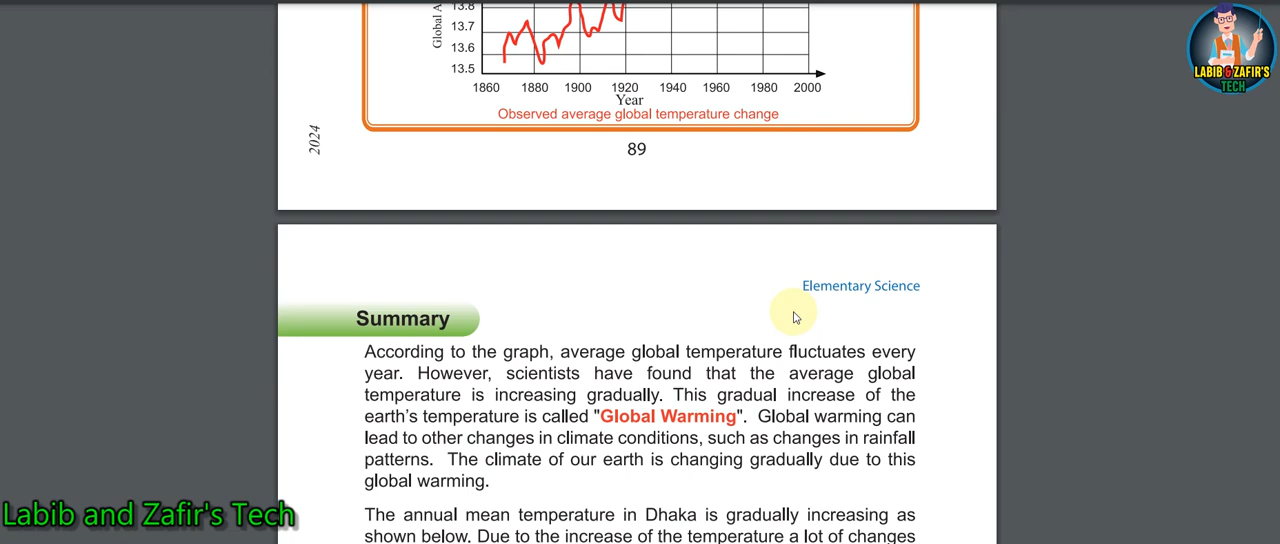 13.8
Global A
13.7
13.6
13.5
1860 1880 1900 1920 1940 1960 1980 2000
Year
Observed average global temperature change
2024
89
LABIB & ZAFIR'S
TECH
Elementary Science
Summary
According to the graph, average global temperature fluctuates every
year. However, scientists have found that the average global
temperature is increasing gradually. This gradual increase of the
earth's temperature is called "Global Warming". Global warming can
lead to other changes in climate conditions, such as changes in rainfall
patterns. The climate of our earth is changing gradually due to this
global warming.
Labib and Zafir's Tech
The annual mean temperature in Dhaka is gradually increasing as
shown below. Due to the increase of the temperature a lot of changes